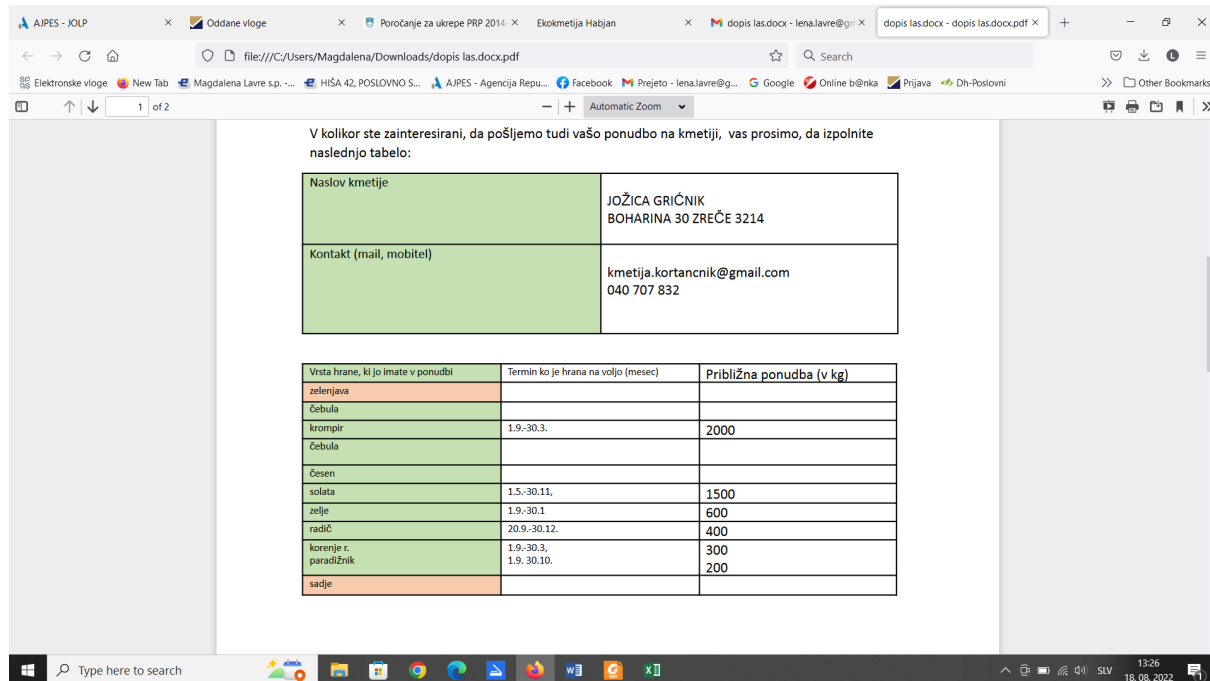 AJPES - JOLP
Oddane vloge
Poročanje za ukrepe PRP 2014-
Ekokmetija Habjan
dopis las.docx - lena.lavre@gm
dopis las.docx - dopis las.docx.pdf
file:///C:/Users/Magdalena/Downloads/dopis las.docx.pdf
Search
Elektronske vloge
New Tab
Magdalena Lavre s.p. -...
HIŠA 42, POSLOVNO S...
AJPES - Agencija Repu...
Facebook
Prejeto - lena.lavre@g...
Google
Online b@nka
Prijava
Dh-Poslovni
Other Bookmarks
1 of 2
Automatic Zoom
V kolikor ste zainteresirani, da pošljemo tudi vašo ponudbo na kmetiji, vas prosimo, da izpolnite
naslednjo tabelo:
Naslov kmetije
JOŽICA GRIĆNIK
BOHARINA 30 ZREČE 3214
Kontakt (mail, mobitel)
kmetija.kortancnik@gmail.com
040 707 832
Vrsta hrane, ki jo imate v ponudbi Termin ko je hrana na voljo (mesec) PribliŽna ponudba (v kg)
zelenjava
čebula
krompir 1.9.-30.3. 2000
čebula
česen
solata 1.5.-30.11, 1500
zelje 1.9.-30.1 600
radič 20.9.-30.12. 400
korenje r. 1.9.-30.3, 300
paradižnik 1.9. 30.10. 200
sadje
Type here to search
SLV
13:26
18. 08. 2022
1